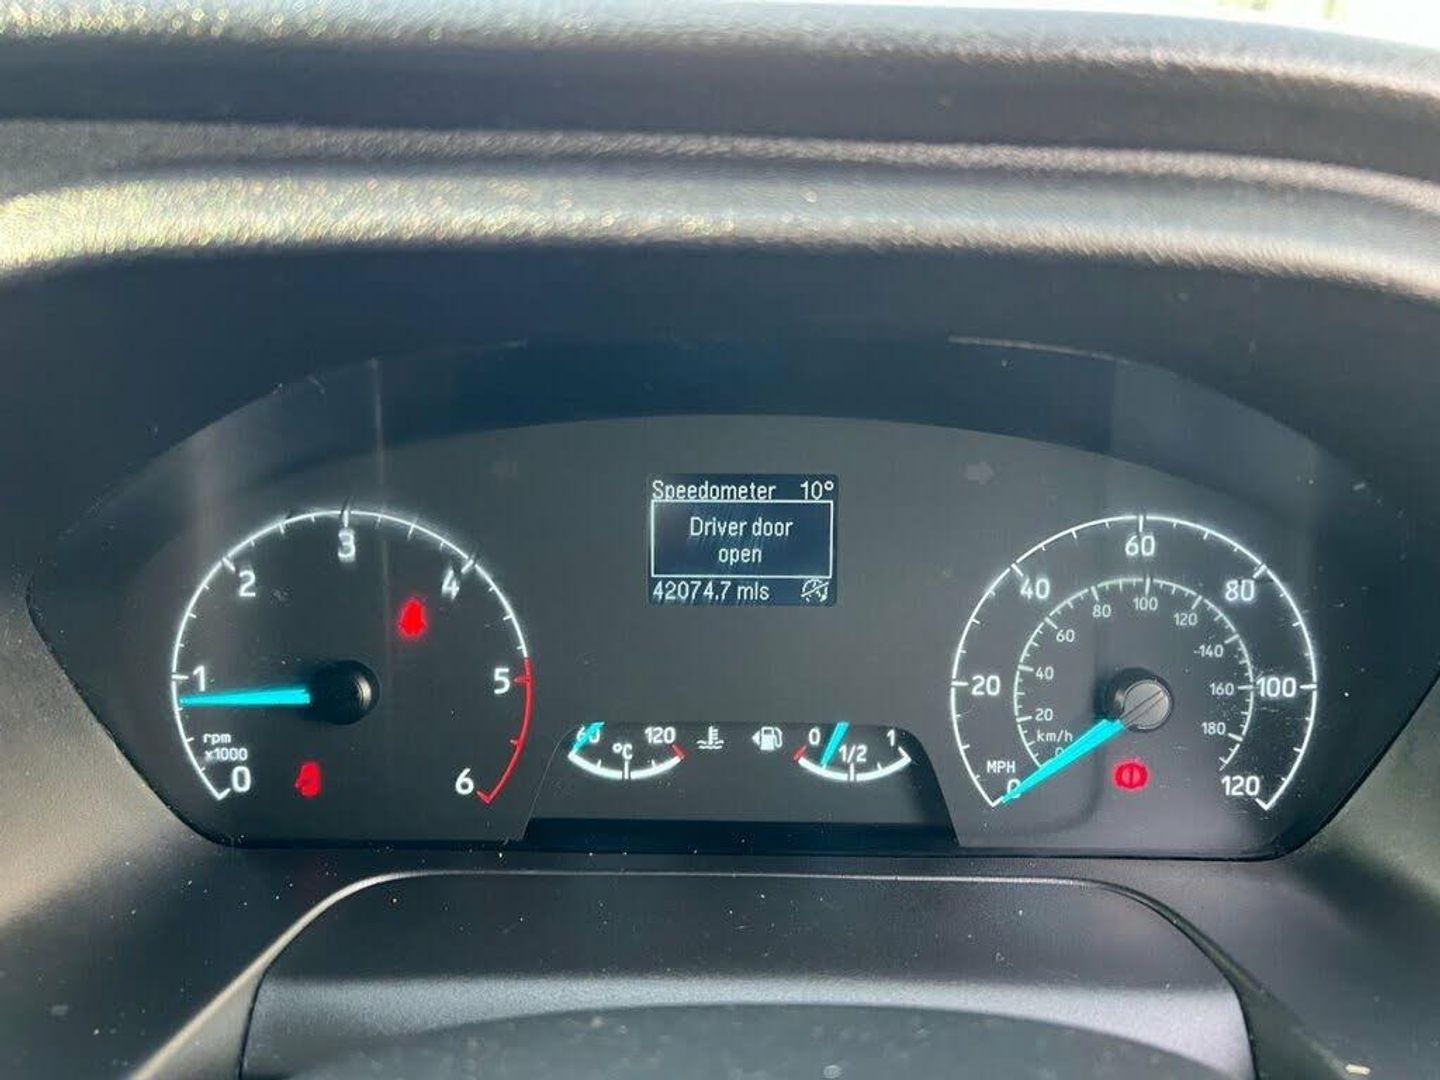 Speedometer 10°
Driver door
open
42074.7 mls
0 1 2 3 4 5 6
rpm
x1000
60 °C 120
0 1/2 1
0 20 40 60 80 100 120
MPH
0 20 40 60 80 100 120 140 160 180
km/h